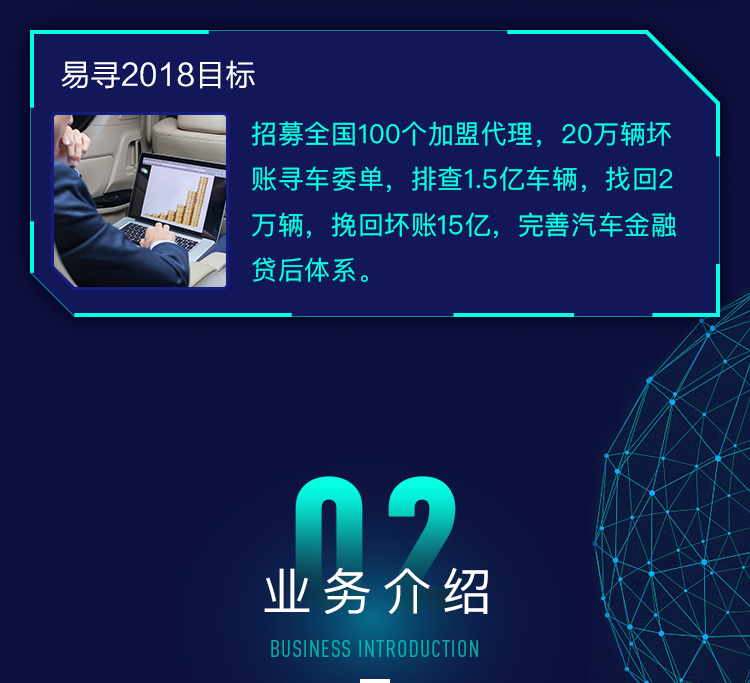 易寻2018目标
招募全国100个加盟代理，20万辆坏
账寻车委单，排查1.5亿车辆，找回2
万辆，挽回坏账15亿，完善汽车金融
贷后体系。
02
业务介绍
BUSINESS INTRODUCTION